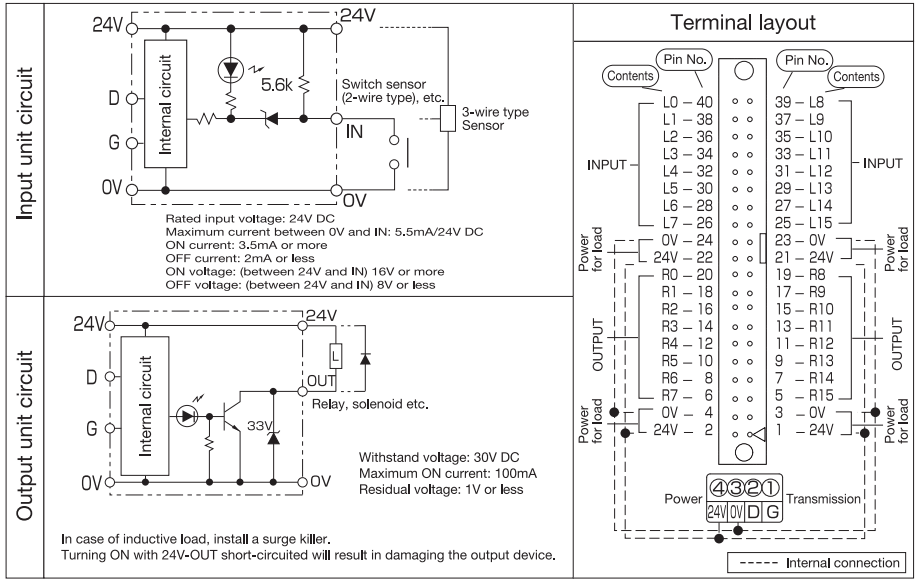 Input unit circuit
24V
24V
Internal circuit
D
G
0V
0V
5.6k
IN
Switch sensor
(2-wire type), etc.
3-wire type
Sensor
Rated input voltage: 24V DC
Maximum current between 0V and IN: 5.5mA/24V DC
ON current: 3.5mA or more
OFF current: 2mA or less
ON voltage: (between 24V and IN) 16V or more
OFF voltage: (between 24V and IN) 8V or less
Output unit circuit
24V
24V
Internal circuit
D
G
0V
0V
L
OUT
33V
Relay, solenoid etc.
Withstand voltage: 30V DC
Maximum ON current: 100mA
Residual voltage: 1V or less
In case of inductive load, install a surge killer.
Turning ON with 24V-OUT short-circuited will result in damaging the output device.
Terminal layout
Contents Pin No. Pin No. Contents
L0 – 40 39 – L8
L1 – 38 37 – L9
L2 – 36 35 – L10
L3 – 34 33 – L11
L4 – 32 31 – L12
L5 – 30 29 – L13
L6 – 28 27 – L14
L7 – 26 25 – L15
0V – 24 23 – 0V
24V – 22 21 – 24V
R0 – 20 19 – R8
R1 – 18 17 – R9
R2 – 16 15 – R10
R3 – 14 13 – R11
R4 – 12 11 – R12
R5 – 10 9 – R13
R6 – 8 7 – R14
R7 – 6 5 – R15
0V – 4 3 – 0V
24V – 2 1 – 24V
INPUT
INPUT
Power
for load
Power
for load
OUTPUT
OUTPUT
Power
for load
Power
for load
Power ④③②① Transmission
24V 0V D G
Internal connection